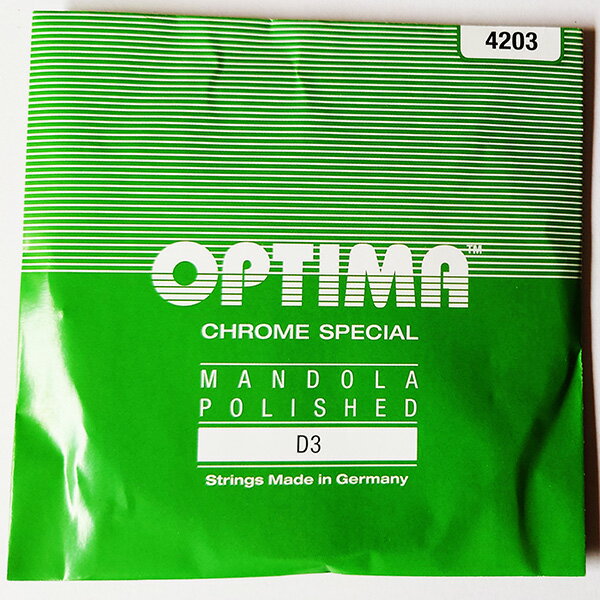 4203
OPTIMA™
CHROME SPECIAL
MANDOLA
POLISHED
D3
Strings Made in Germany